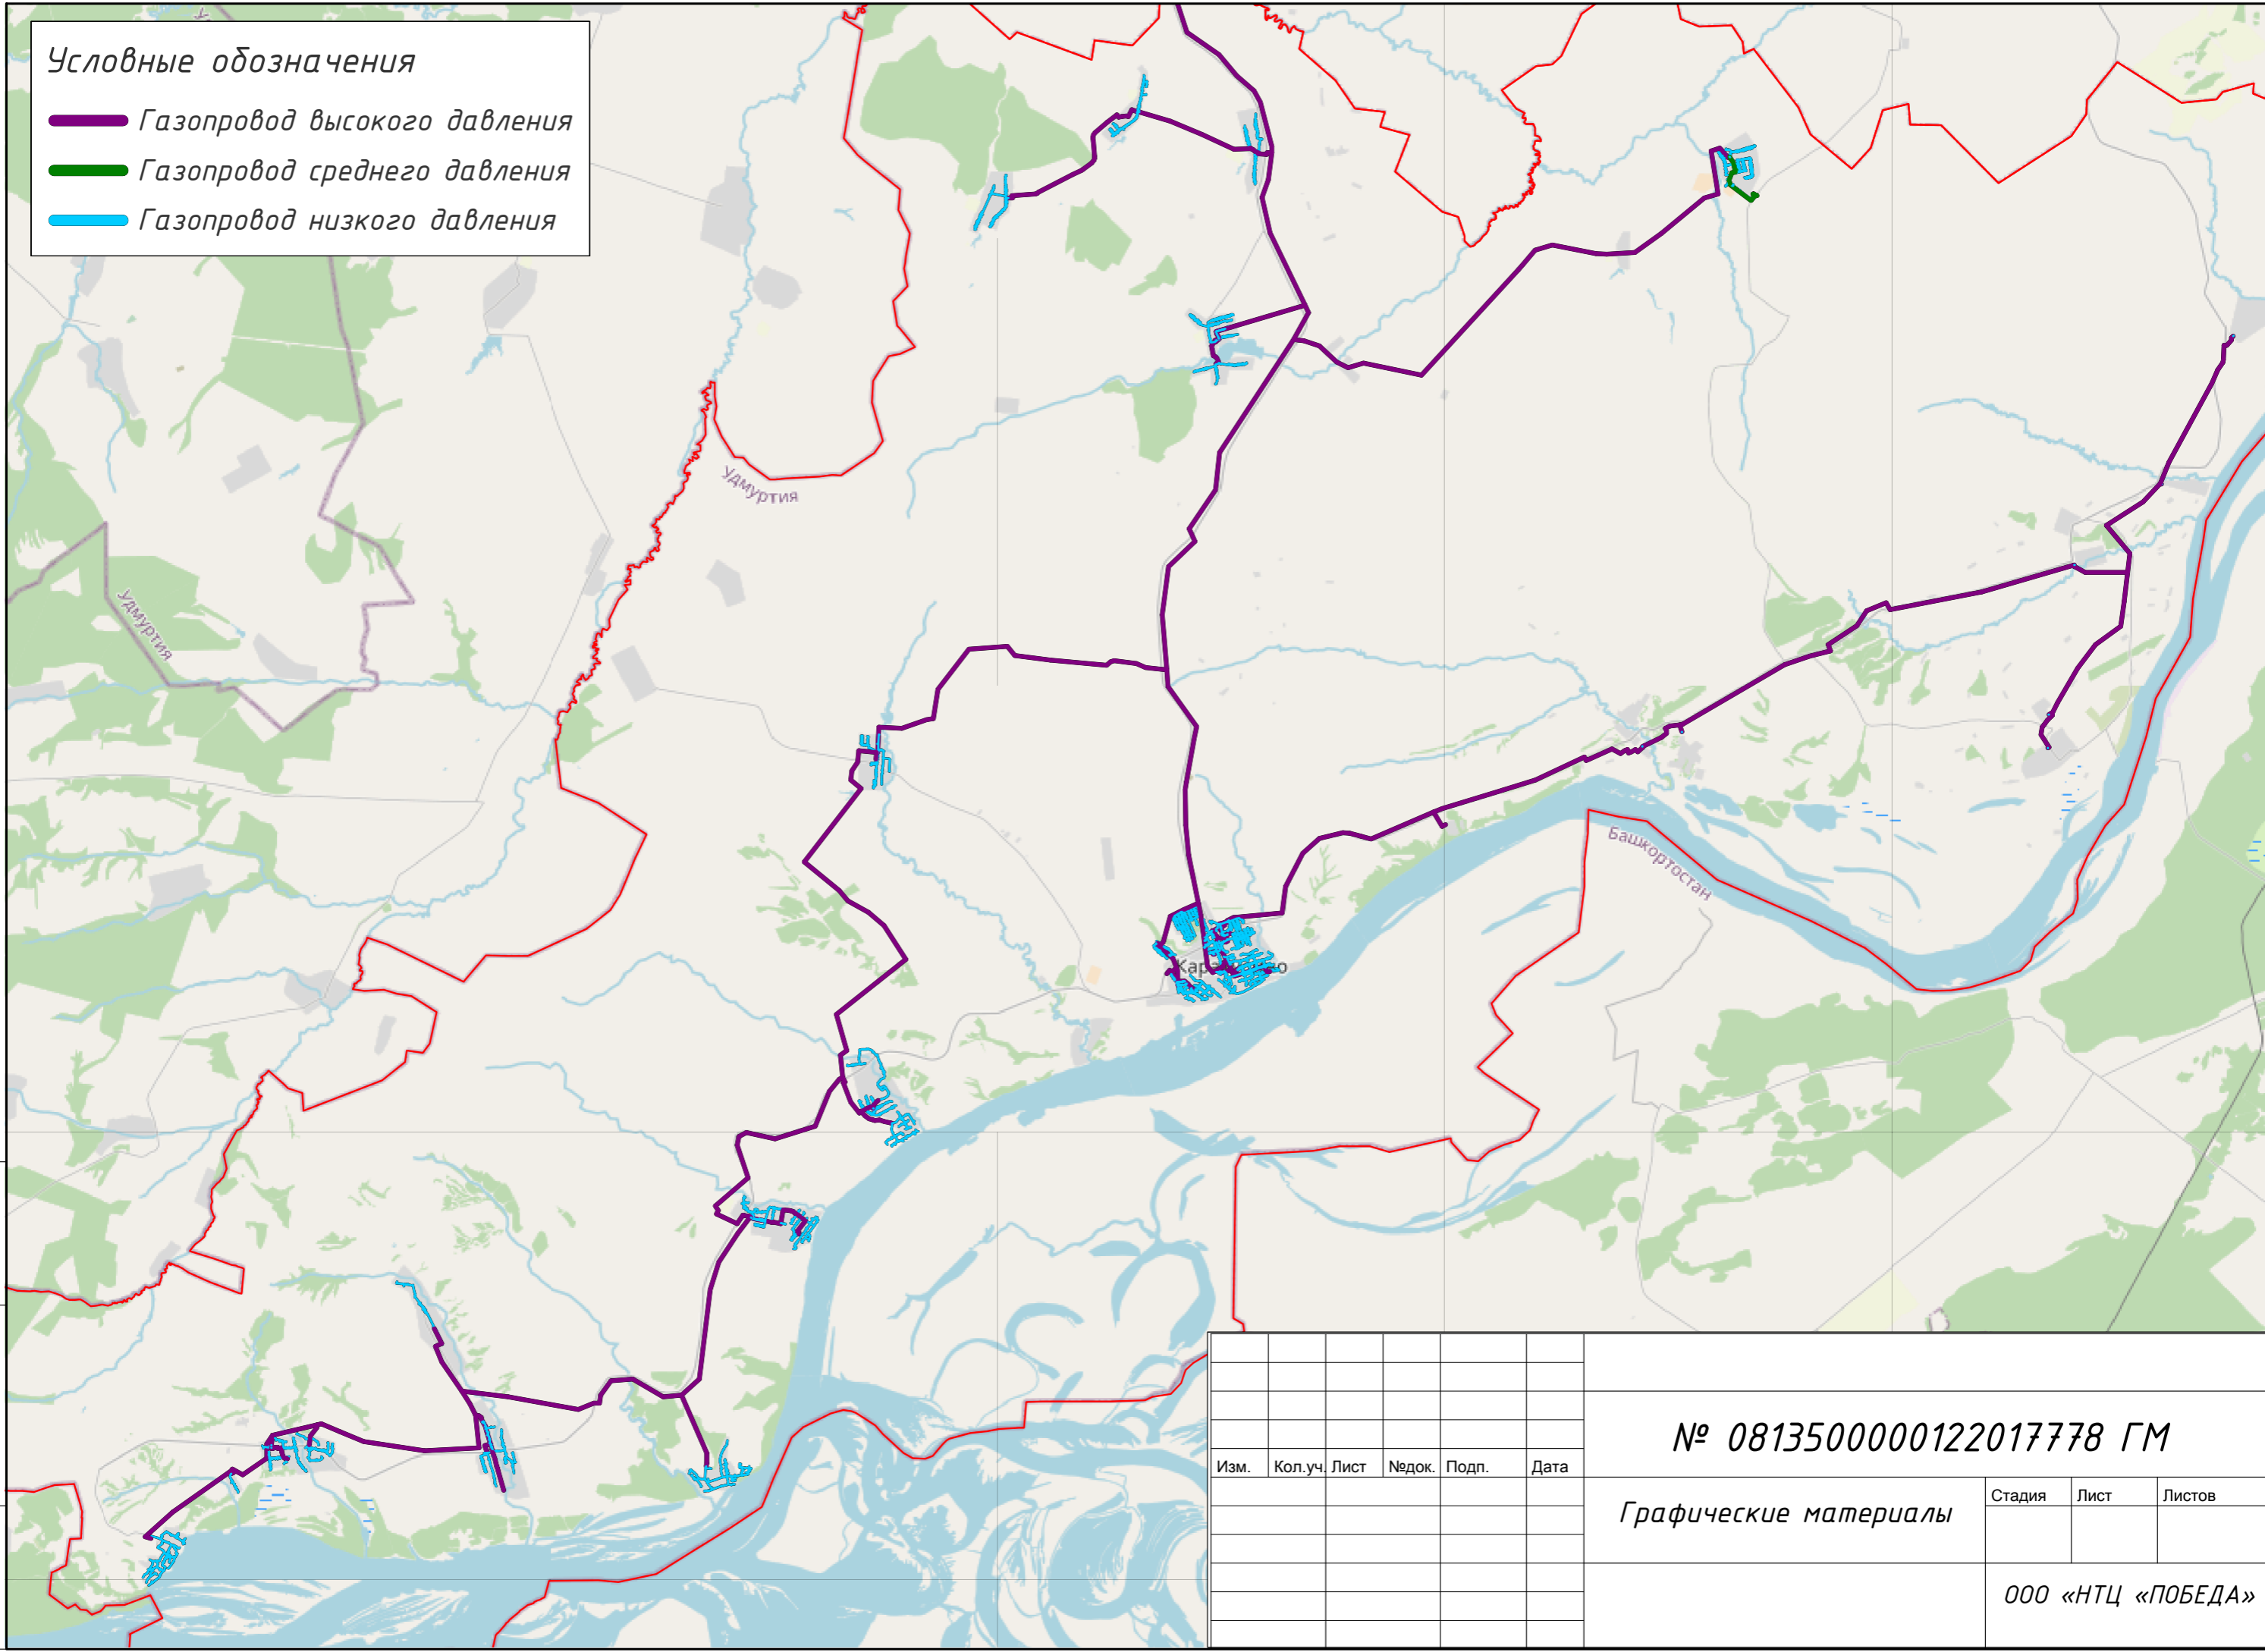 Условные обозначения
Газопровод высокого давления
Газопровод среднего давления
Газопровод низкого давления
Удмуртия
Удмуртия
Башкортостан
№ 0813500000122017778 ГМ
Изм. Кол.уч. Лист №док. Подп. Дата
Графические материалы
Стадия Лист Листов
ООО «НТЦ «ПОБЕДА»